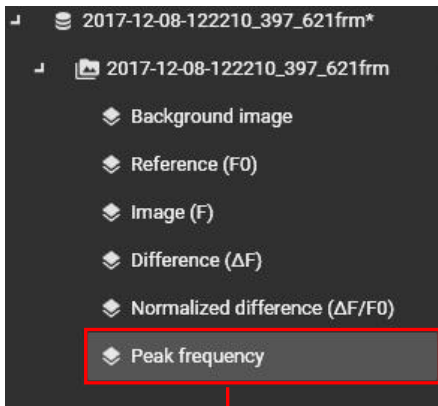 2017-12-08-122210_397_621frm*
2017-12-08-122210_397_621frm
Background image
Reference (F0)
Image (F)
Difference (ΔF)
Normalized difference (ΔF/F0)
Peak frequency